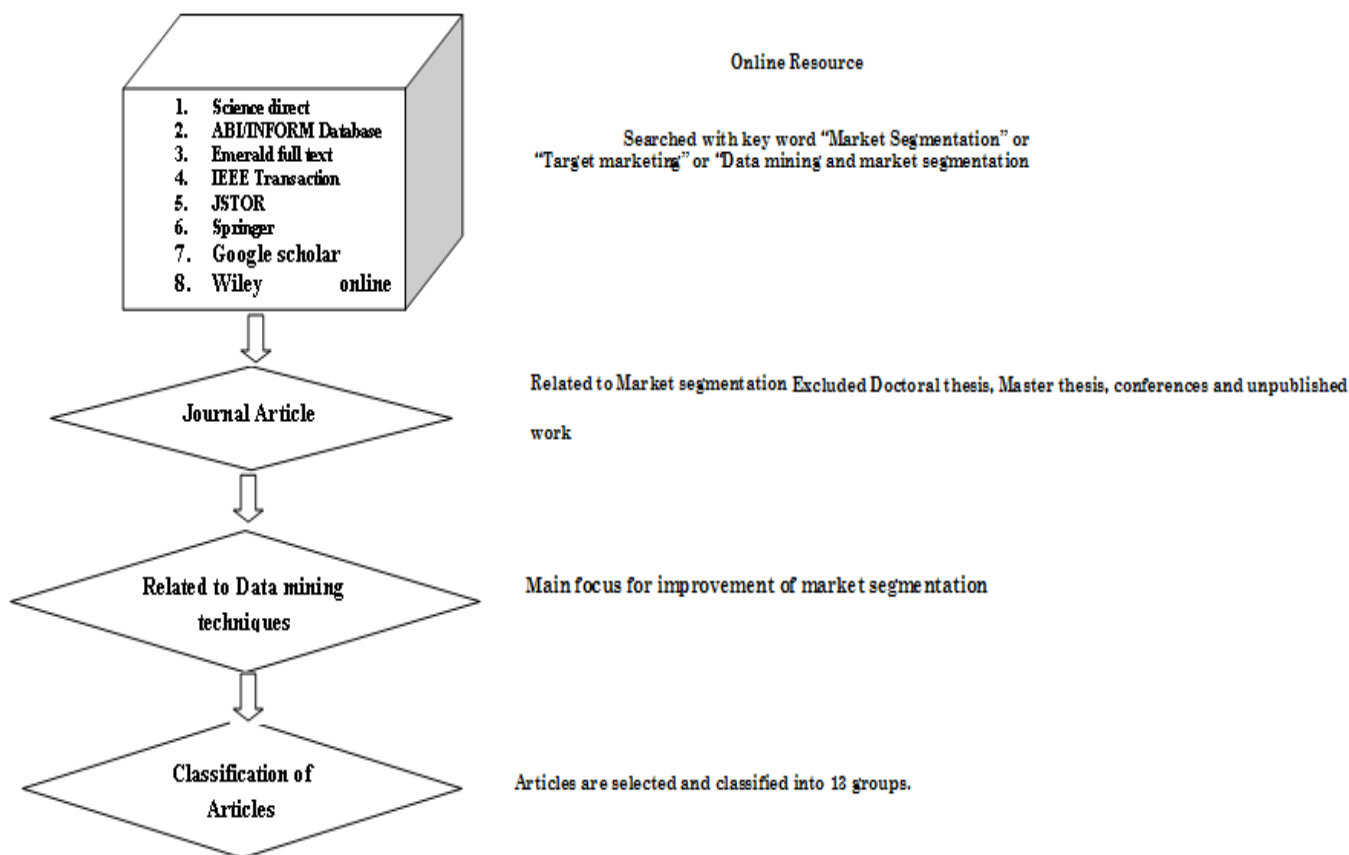 Online Resource
1. Science direct
2. ABI/INFORM Database
3. Emerald full text
4. IEEE Transaction
5. JSTOR
6. Springer
7. Google scholar
8. Wiley online
Searched with key word “Market Segmentation” or
“Target marketing” or “Data mining and market segmentation
Journal Article
Related to Market segmentation Excluded Doctoral thesis, Master thesis, conferences and unpublished
work
Related to Data mining
techniques
Main focus for improvement of market segmentation
Classification of
Articles
Articles are selected and classified into 13 groups.